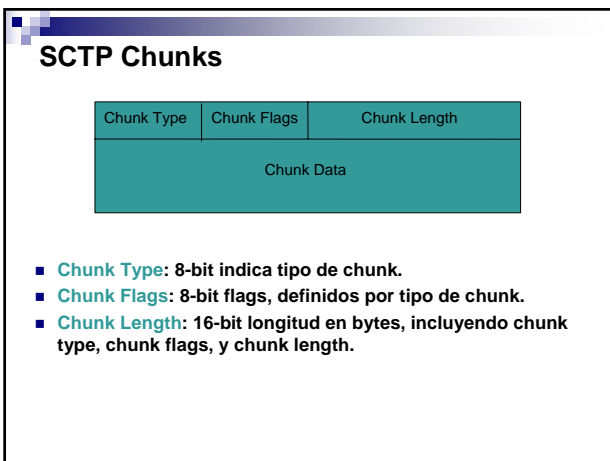 SCTP Chunks
Chunk Type Chunk Flags Chunk Length
Chunk Data
Chunk Type: 8-bit indica tipo de chunk.
Chunk Flags: 8-bit flags, definidos por tipo de chunk.
Chunk Length: 16-bit longitud en bytes, incluyendo chunk
type, chunk flags, y chunk length.